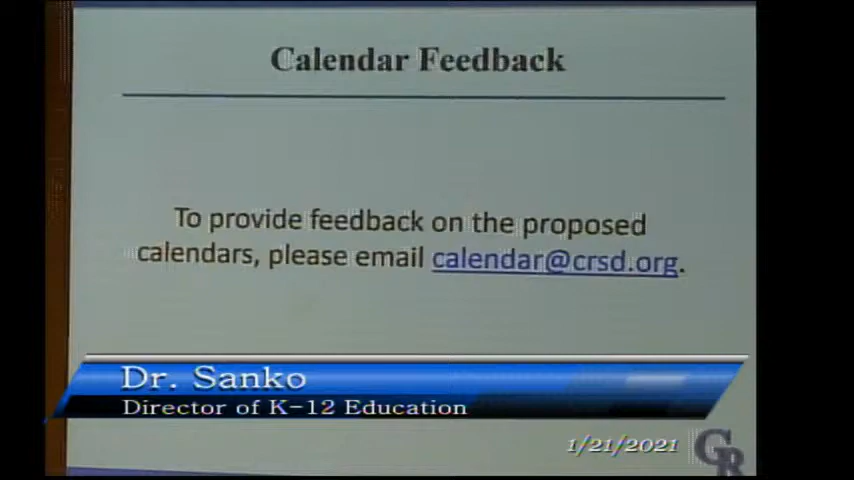 Calendar Feedback
To provide feedback on the proposed
calendars, please email calendar@crsd.org.
Dr. Sanko
Director of K-12 Education
1/21/2021
CR